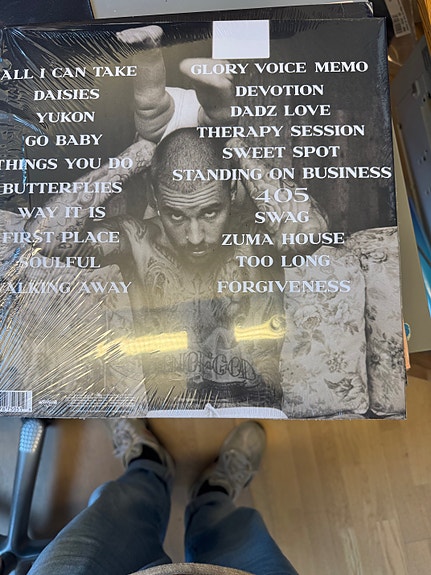 ALL I CAN TAKE
DAISIES
YUKON
GO BABY
THINGS YOU DO
BUTTERFLIES
WAY IT IS
FIRST PLACE
SOULFUL
WALKING AWAY
GLORY VOICE MEMO
DEVOTION
DADZ LOVE
THERAPY SESSION
SWEET SPOT
STANDING ON BUSINESS
405
SWAG
ZUMA HOUSE
TOO LONG
FORGIVENESS